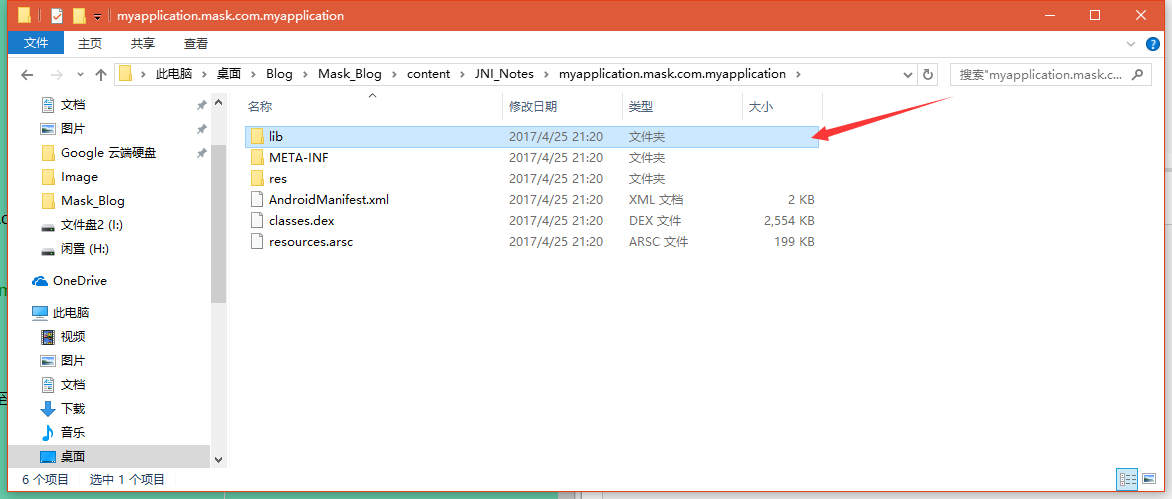 myapplication.mask.com.myapplication
文件 主页 共享 查看
此电脑 桌面 Blog Mask_Blog content JNI_Notes myapplication.mask.com.myapplication
搜索"myapplication.mask.c...
文档
图片
Google 云端硬盘
Image
Mask_Blog
文件盘2 (I:)
闲置 (H:)
OneDrive
此电脑
视频
图片
文档
下载
音乐
桌面
名称 修改日期 类型 大小
lib 2017/4/25 21:20 文件夹
META-INF 2017/4/25 21:20 文件夹
res 2017/4/25 21:20 文件夹
AndroidManifest.xml 2017/4/25 21:20 XML 文档 2 KB
classes.dex 2017/4/25 21:20 DEX 文件 2,554 KB
resources.arsc 2017/4/25 21:20 ARSC 文件 199 KB
6 个项目 选中 1 个项目